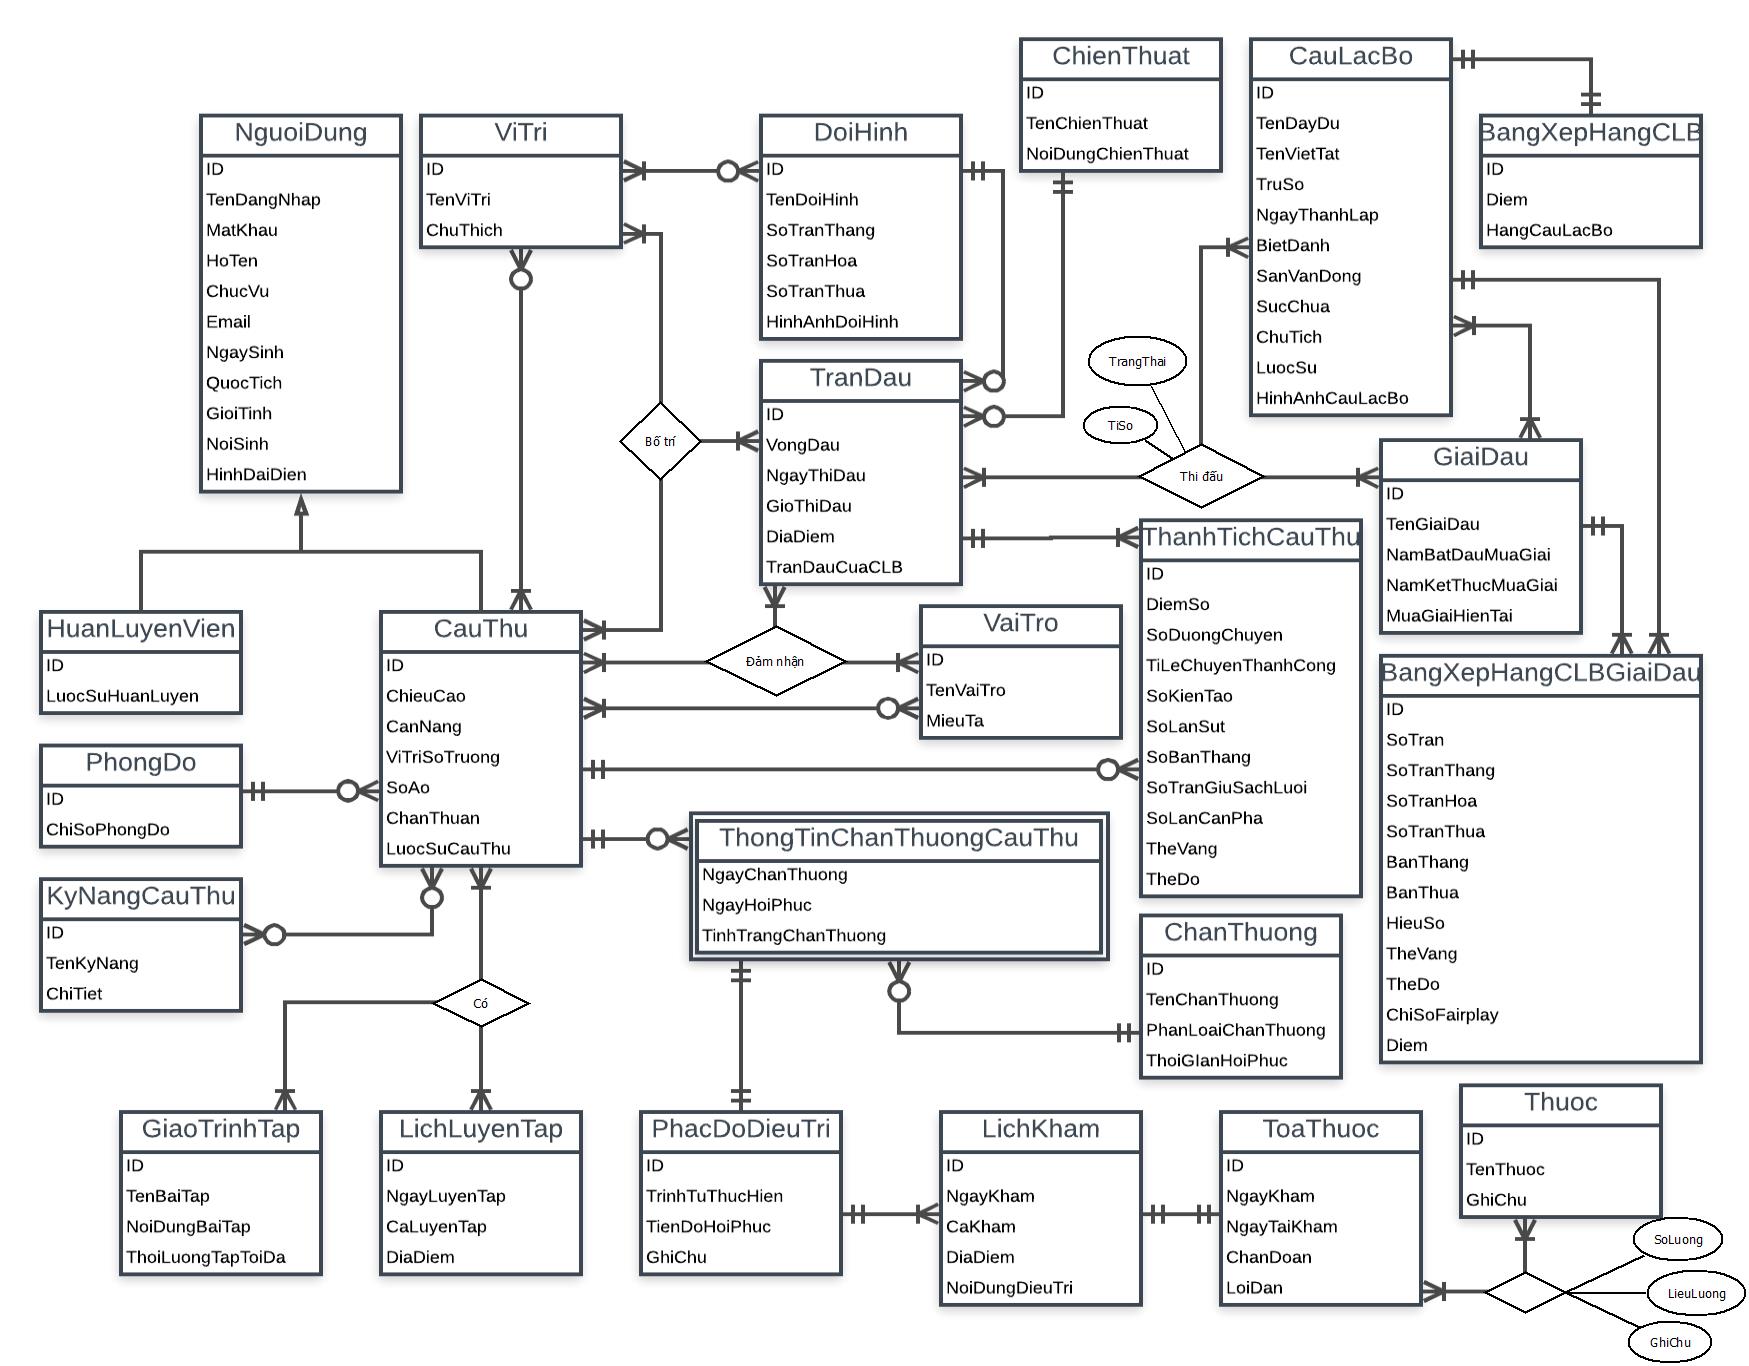 ChienThuat
ID
TenChienThuat
NoiDungChienThuat
CauLacBo
ID
TenDayDu
TenVietTat
TruSo
NgayThanhLap
BietDanh
SanVanDong
SucChua
ChuTich
LuocSu
HinhAnhCauLacBo
BangXepHangCLB
ID
Diem
HangCauLacBo
NguoiDung
ID
TenDangNhap
MatKhau
HoTen
ChucVu
Email
NgaySinh
QuocTich
GioiTinh
NoiSinh
HinhDaiDien
ViTri
ID
TenViTri
ChuThich
DoiHinh
ID
TenDoiHinh
SoTranThang
SoTranHoa
SoTranThua
HinhAnhDoiHinh
TranDau
ID
VongDau
NgayThiDau
GioThiDau
DiaDiem
TranDauCuaCLB
TrangThai
TiSo
Bố trí
Thi đấu
GiaiDau
ID
TenGiaiDau
NamBatDauMuaGiai
NamKetThucMuaGiai
MuaGiaiHienTai
ThanhTichCauThu
ID
DiemSo
SoDuongChuyen
TiLeChuyenThanhCong
SoKienTao
SoLanSut
SoBanThang
SoTranGiuSachLuoi
SoLanCanPha
TheVang
TheDo
HuanLuyenVien
ID
LuocSuHuanLuyen
CauThu
ID
ChieuCao
CanNang
ViTriSoTruong
SoAo
ChanThuan
LuocSuCauThu
Đảm nhận
VaiTro
ID
TenVaiTro
MieuTa
BangXepHangCLBGiaiDau
ID
SoTran
SoTranThang
SoTranHoa
SoTranThua
BanThang
BanThua
HieuSo
TheVang
TheDo
ChiSoFairplay
Diem
PhongDo
ID
ChiSoPhongDo
ThongTinChanThuongCauThu
NgayChanThuong
NgayHoiPhuc
TinhTrangChanThuong
KyNangCauThu
ID
TenKyNang
ChiTiet
ChanThuong
ID
TenChanThuong
PhanLoaiChanThuong
ThoiGIanHoiPhuc
Có
GiaoTrinhTap
ID
TenBaiTap
NoiDungBaiTap
ThoiLuongTapToiDa
LichLuyenTap
ID
NgayLuyenTap
CaLuyenTap
DiaDiem
PhacDoDieuTri
ID
TrinhTuThucHien
TienDoHoiPhuc
GhiChu
LichKham
ID
NgayKham
CaKham
DiaDiem
NoiDungDieuTri
ToaThuoc
ID
NgayKham
NgayTaiKham
ChanDoan
LoiDan
Thuoc
ID
TenThuoc
GhiChu
SoLuong
LieuLuong
GhiChu